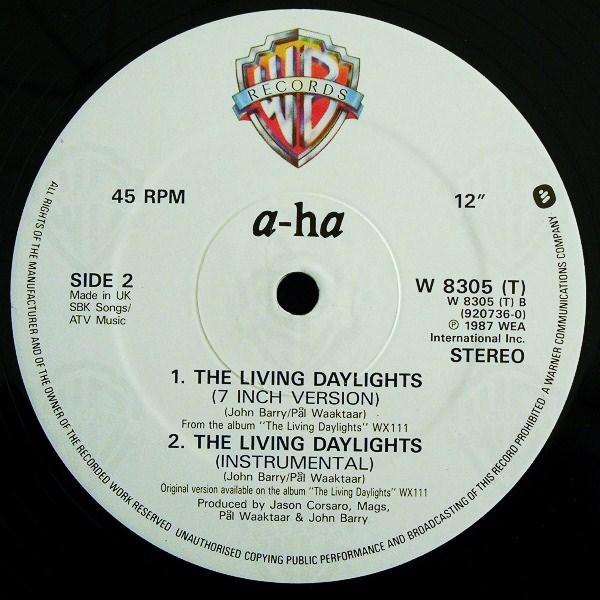 WB
RECORDS
45 RPM
12"
a-ha
SIDE 2
Made in UK
SBK Songs/
ATV Music
W 8305 (T)
W 8305 (T) B
(920736-0)
℗ 1987 WEA
International Inc.
STEREO
1. THE LIVING DAYLIGHTS
(7 INCH VERSION)
(John Barry/Pål Waaktaar)
From the album "The Living Daylights" WX111
2. THE LIVING DAYLIGHTS
(INSTRUMENTAL)
(John Barry/Pål Waaktaar)
Original version available on the album "The Living Daylights" WX111
Produced by Jason Corsaro, Mags,
Pål Waaktaar & John Barry
ALL RIGHTS OF THE MANUFACTURER AND OF THE OWNER OF THE RECORDED WORK RESERVED UNAUTHORISED COPYING PUBLIC PERFORMANCE AND BROADCASTING OF THIS RECORD PROHIBITED A WARNER COMMUNICATIONS COMPANY